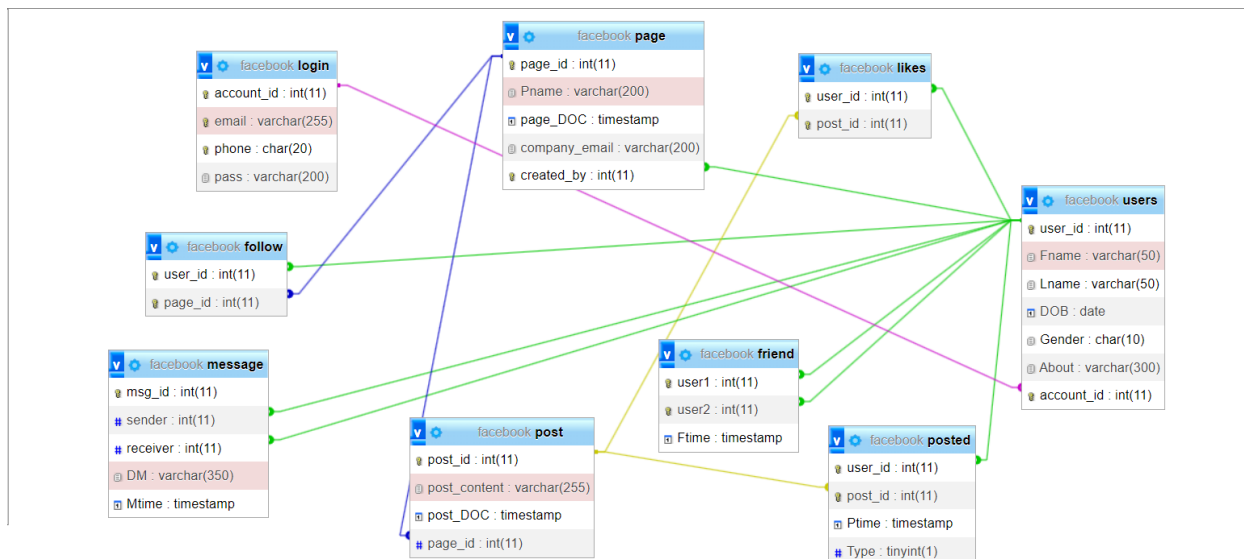 facebook login
account_id : int(11)
email : varchar(255)
phone : char(20)
pass : varchar(200)
facebook page
page_id : int(11)
Pname : varchar(200)
page_DOC : timestamp
company_email : varchar(200)
created_by : int(11)
facebook likes
user_id : int(11)
post_id : int(11)
facebook users
user_id : int(11)
Fname : varchar(50)
Lname : varchar(50)
DOB : date
Gender : char(10)
About : varchar(300)
account_id : int(11)
facebook follow
user_id : int(11)
page_id : int(11)
facebook message
msg_id : int(11)
# sender : int(11)
# receiver : int(11)
DM : varchar(350)
Mtime : timestamp
facebook friend
user1 : int(11)
user2 : int(11)
Ftime : timestamp
facebook post
post_id : int(11)
post_content : varchar(255)
post_DOC : timestamp
# page_id : int(11)
facebook posted
user_id : int(11)
post_id : int(11)
Ptime : timestamp
# Type : tinyint(1)